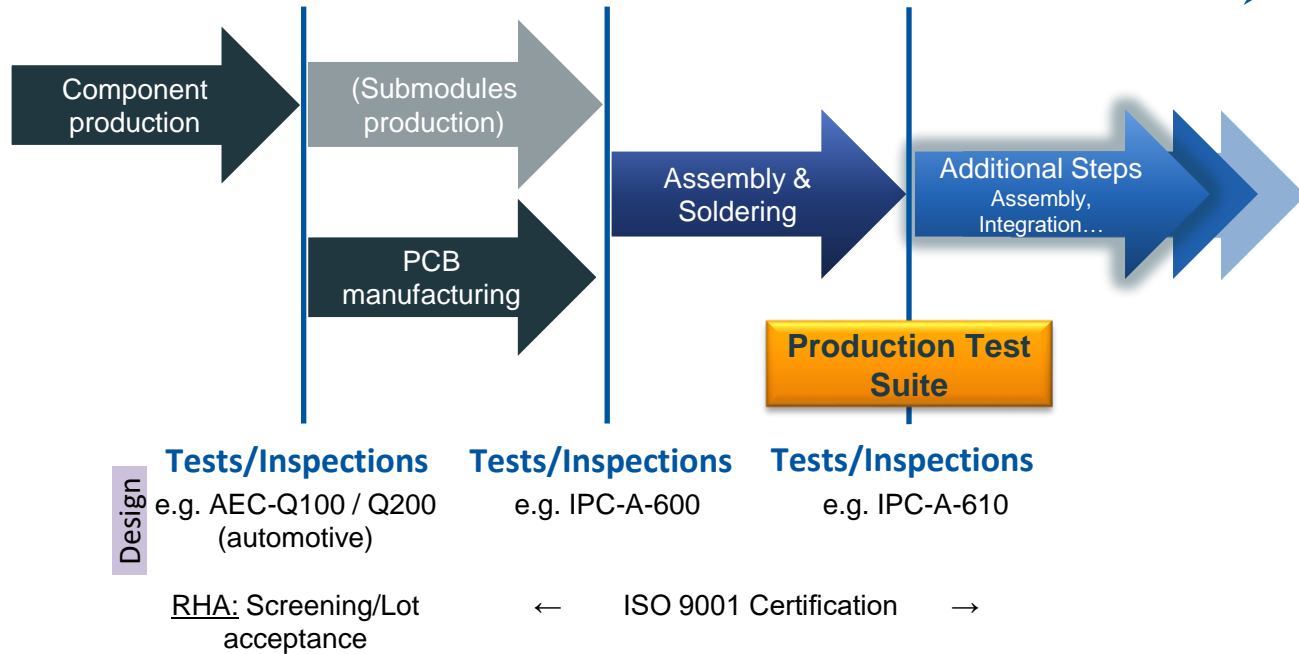 Component
production
(Submodules
production)
PCB
manufacturing
Assembly &
Soldering
Additional Steps
Assembly,
Integration…
Production Test
Suite
Tests/Inspections
Tests/Inspections
Tests/Inspections
Design
e.g. AEC-Q100 / Q200
(automotive)
e.g. IPC-A-600
e.g. IPC-A-610
RHA: Screening/Lot
acceptance
← ISO 9001 Certification →